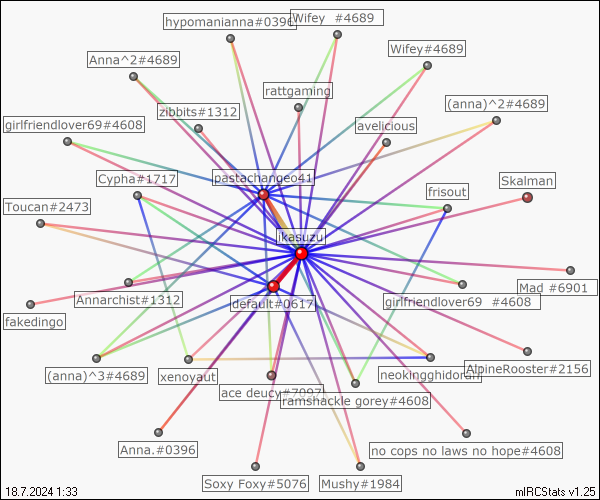 hypomanianna#0396
Wifey #4689
Anna^2#4689
Wifey#4689
rattgaming
(anna)^2#4689
zibbits#1312
girlfriendlover69#4608
avelicious
Cypha#1717
pastachangeo41
Skalman
frisout
Toucan#2473
ikasuzu
Mad #6901
Annarchist#1312
default#0617
girlfriendlover69 #4608
fakedingo
(anna)^3#4689
xenoyaut
neokingghidorah
AlpineRooster#2156
ace deucy#7097
ramshackle gorey#4608
Anna.#0396
no cops no laws no hope#4608
Soxy Foxy#5076
Mushy#1984
18.7.2024 1:33
mIRCStats v1.25